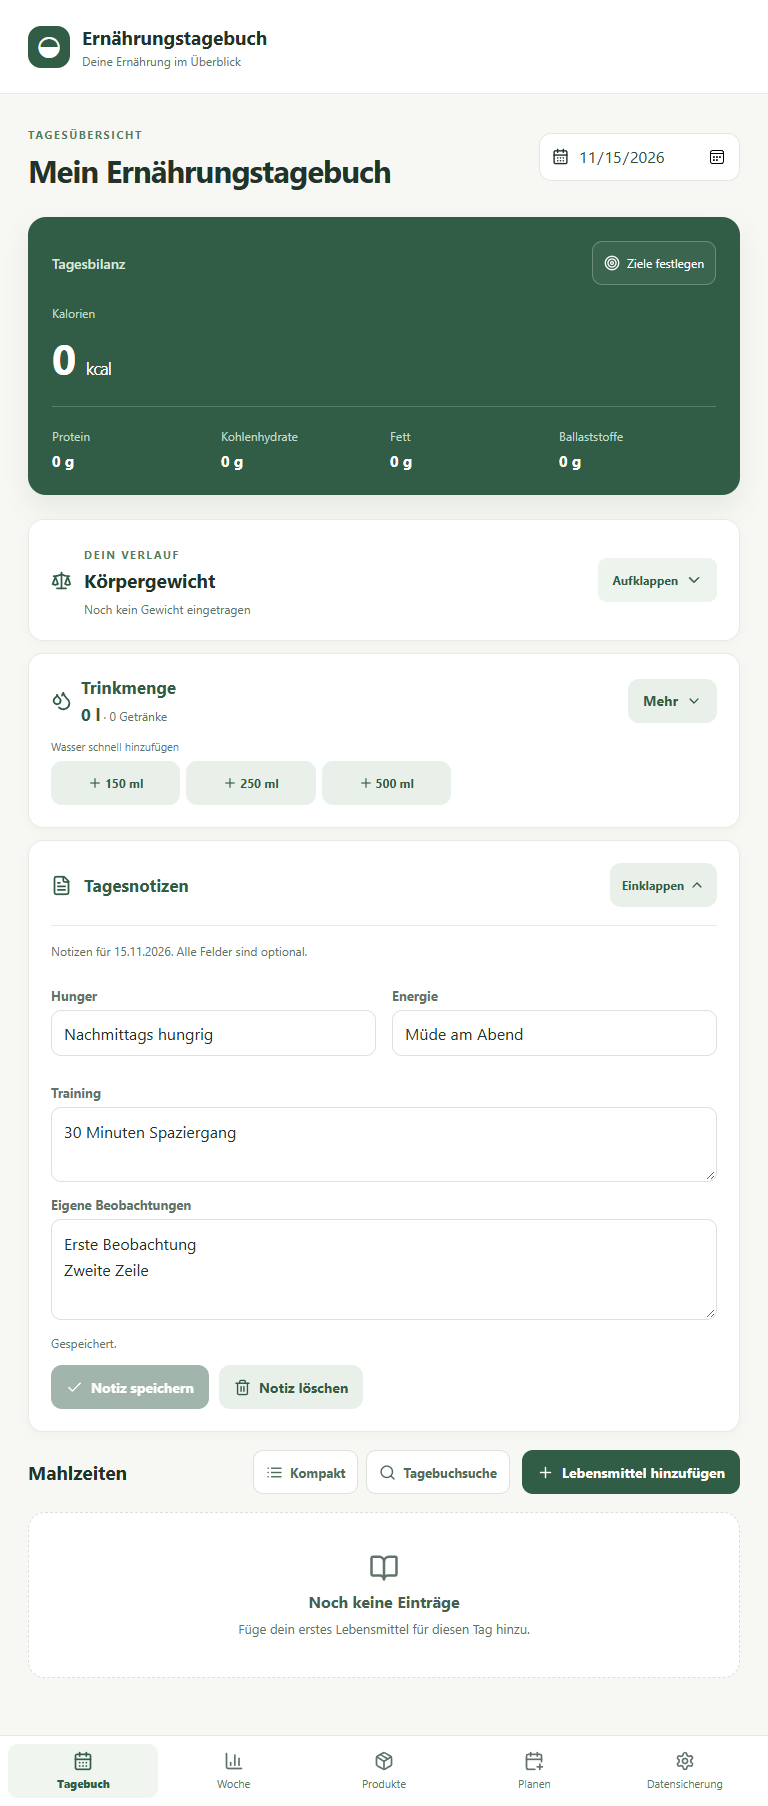 Ernährungstagebuch
Deine Ernährung im Überblick
TAGESÜBERSICHT
Mein Ernährungstagebuch
11/15/2026
Tagesbilanz
Ziele festlegen
Kalorien
0 kcal
Protein Kohlenhydrate Fett Ballaststoffe
0 g 0 g 0 g 0 g
DEIN VERLAUF
Körpergewicht
Noch kein Gewicht eingetragen
Aufklappen
Trinkmenge
0 l · 0 Getränke
Mehr
Wasser schnell hinzufügen
+ 150 ml + 250 ml + 500 ml
Tagesnotizen
Einklappen
Notizen für 15.11.2026. Alle Felder sind optional.
Hunger Energie
Nachmittags hungrig Müde am Abend
Training
30 Minuten Spaziergang
Eigene Beobachtungen
Erste Beobachtung
Zweite Zeile
Gespeichert.
Notiz speichern Notiz löschen
Mahlzeiten Kompakt Tagebuchsuche + Lebensmittel hinzufügen
Noch keine Einträge
Füge dein erstes Lebensmittel für diesen Tag hinzu.
Tagebuch Woche Produkte Planen Datensicherung